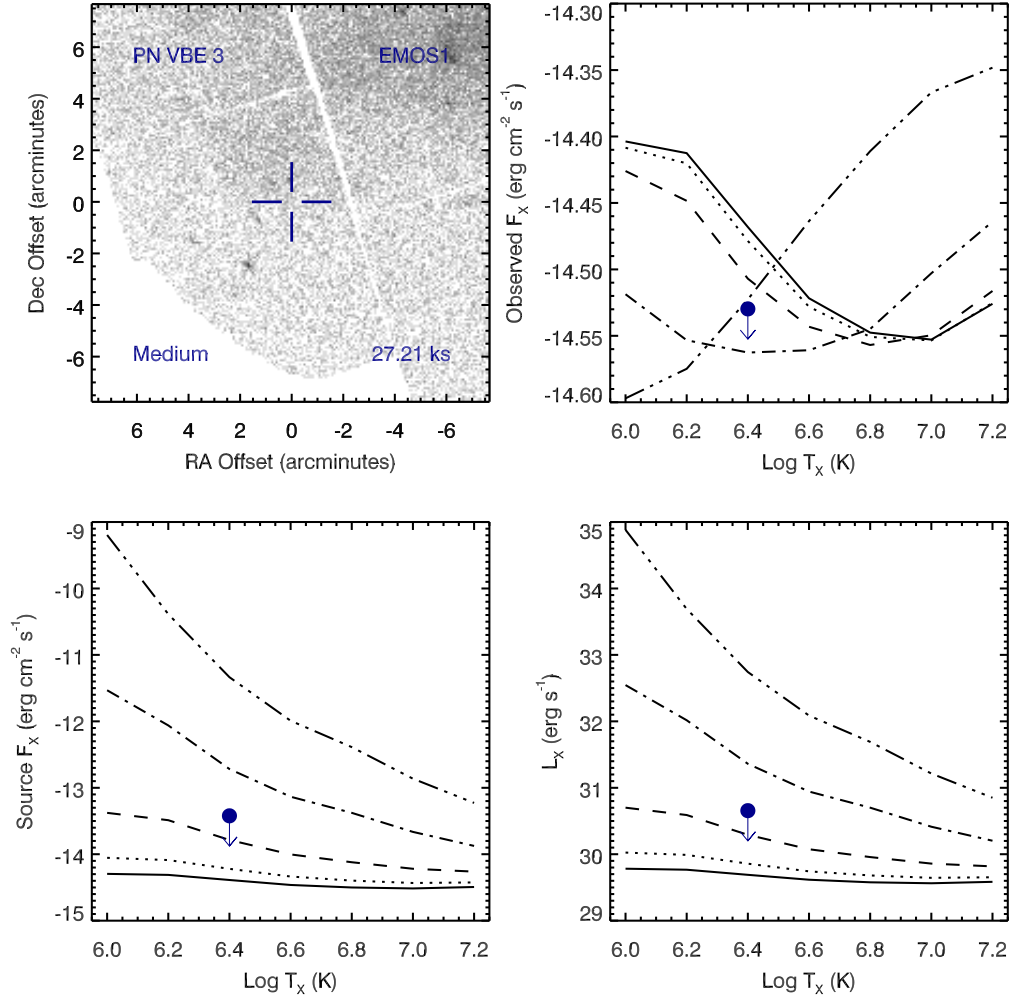 PN VBE 3
EMOS1
Medium
27.21 ks
Dec Offset (arcminutes)
6
4
2
0
-2
-4
-6
6 4 2 0 -2 -4 -6
RA Offset (arcminutes)
Observed F_X (erg cm^-2 s^-1)
-14.30
-14.35
-14.40
-14.45
-14.50
-14.55
-14.60
6.0 6.2 6.4 6.6 6.8 7.0 7.2
Log T_X (K)
Source F_X (erg cm^-2 s^-1)
-9
-10
-11
-12
-13
-14
-15
6.0 6.2 6.4 6.6 6.8 7.0 7.2
Log T_X (K)
L_X (erg s^-1)
35
34
33
32
31
30
29
6.0 6.2 6.4 6.6 6.8 7.0 7.2
Log T_X (K)